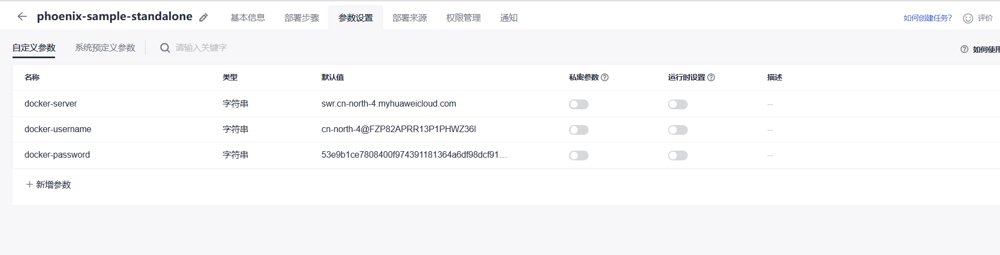 phoenix-sample-standalone 基本信息 部署步骤 参数设置 部署来源 权限管理 通知 如何创建任务? 评价
自定义参数 系统预定义参数 请输入关键字 如何使用
名称 类型 默认值 私密参数 运行时设置 描述
docker-server 字符串 swr.cn-north-4.myhuaweicloud.com --
docker-username 字符串 cn-north-4@FZP82APRR13P1PHWZ36I --
docker-password 字符串 53e9b1ce7808400f974391181364a6df98dcf91... --
新增参数